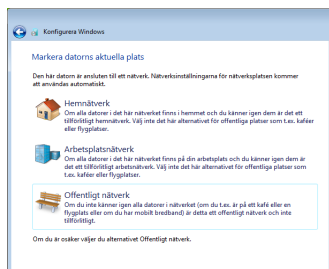 Konfigurera Windows
Markera datorns aktuella plats
Den här datorn är ansluten till ett nätverk. Nätverksinställningarna för nätverksplatsen kommer
att användas automatiskt.
Hemnätverk
Om alla datorer i det här nätverket finns i hemmet och du känner igen dem är det ett
tillförlitligt hemnätverk. Välj inte det här alternativet för offentliga platser som t.ex. kaféer
eller flygplatser.
Arbetsplatsnätverk
Om alla datorer i det här nätverket finns på din arbetsplats och du känner igen dem är
det ett tillförlitligt arbetsnätverk. Välj inte det här alternativet för offentliga platser som
t.ex. kaféer eller flygplatser.
Offentligt nätverk
Om du inte känner igen alla datorer i nätverket (om du t.ex. är på ett kafé eller en
flygplats eller om du har mobilt bredband) är detta ett offentligt nätverk och inte
tillförlitligt.
Om du är osäker väljer du alternativet Offentligt nätverk.